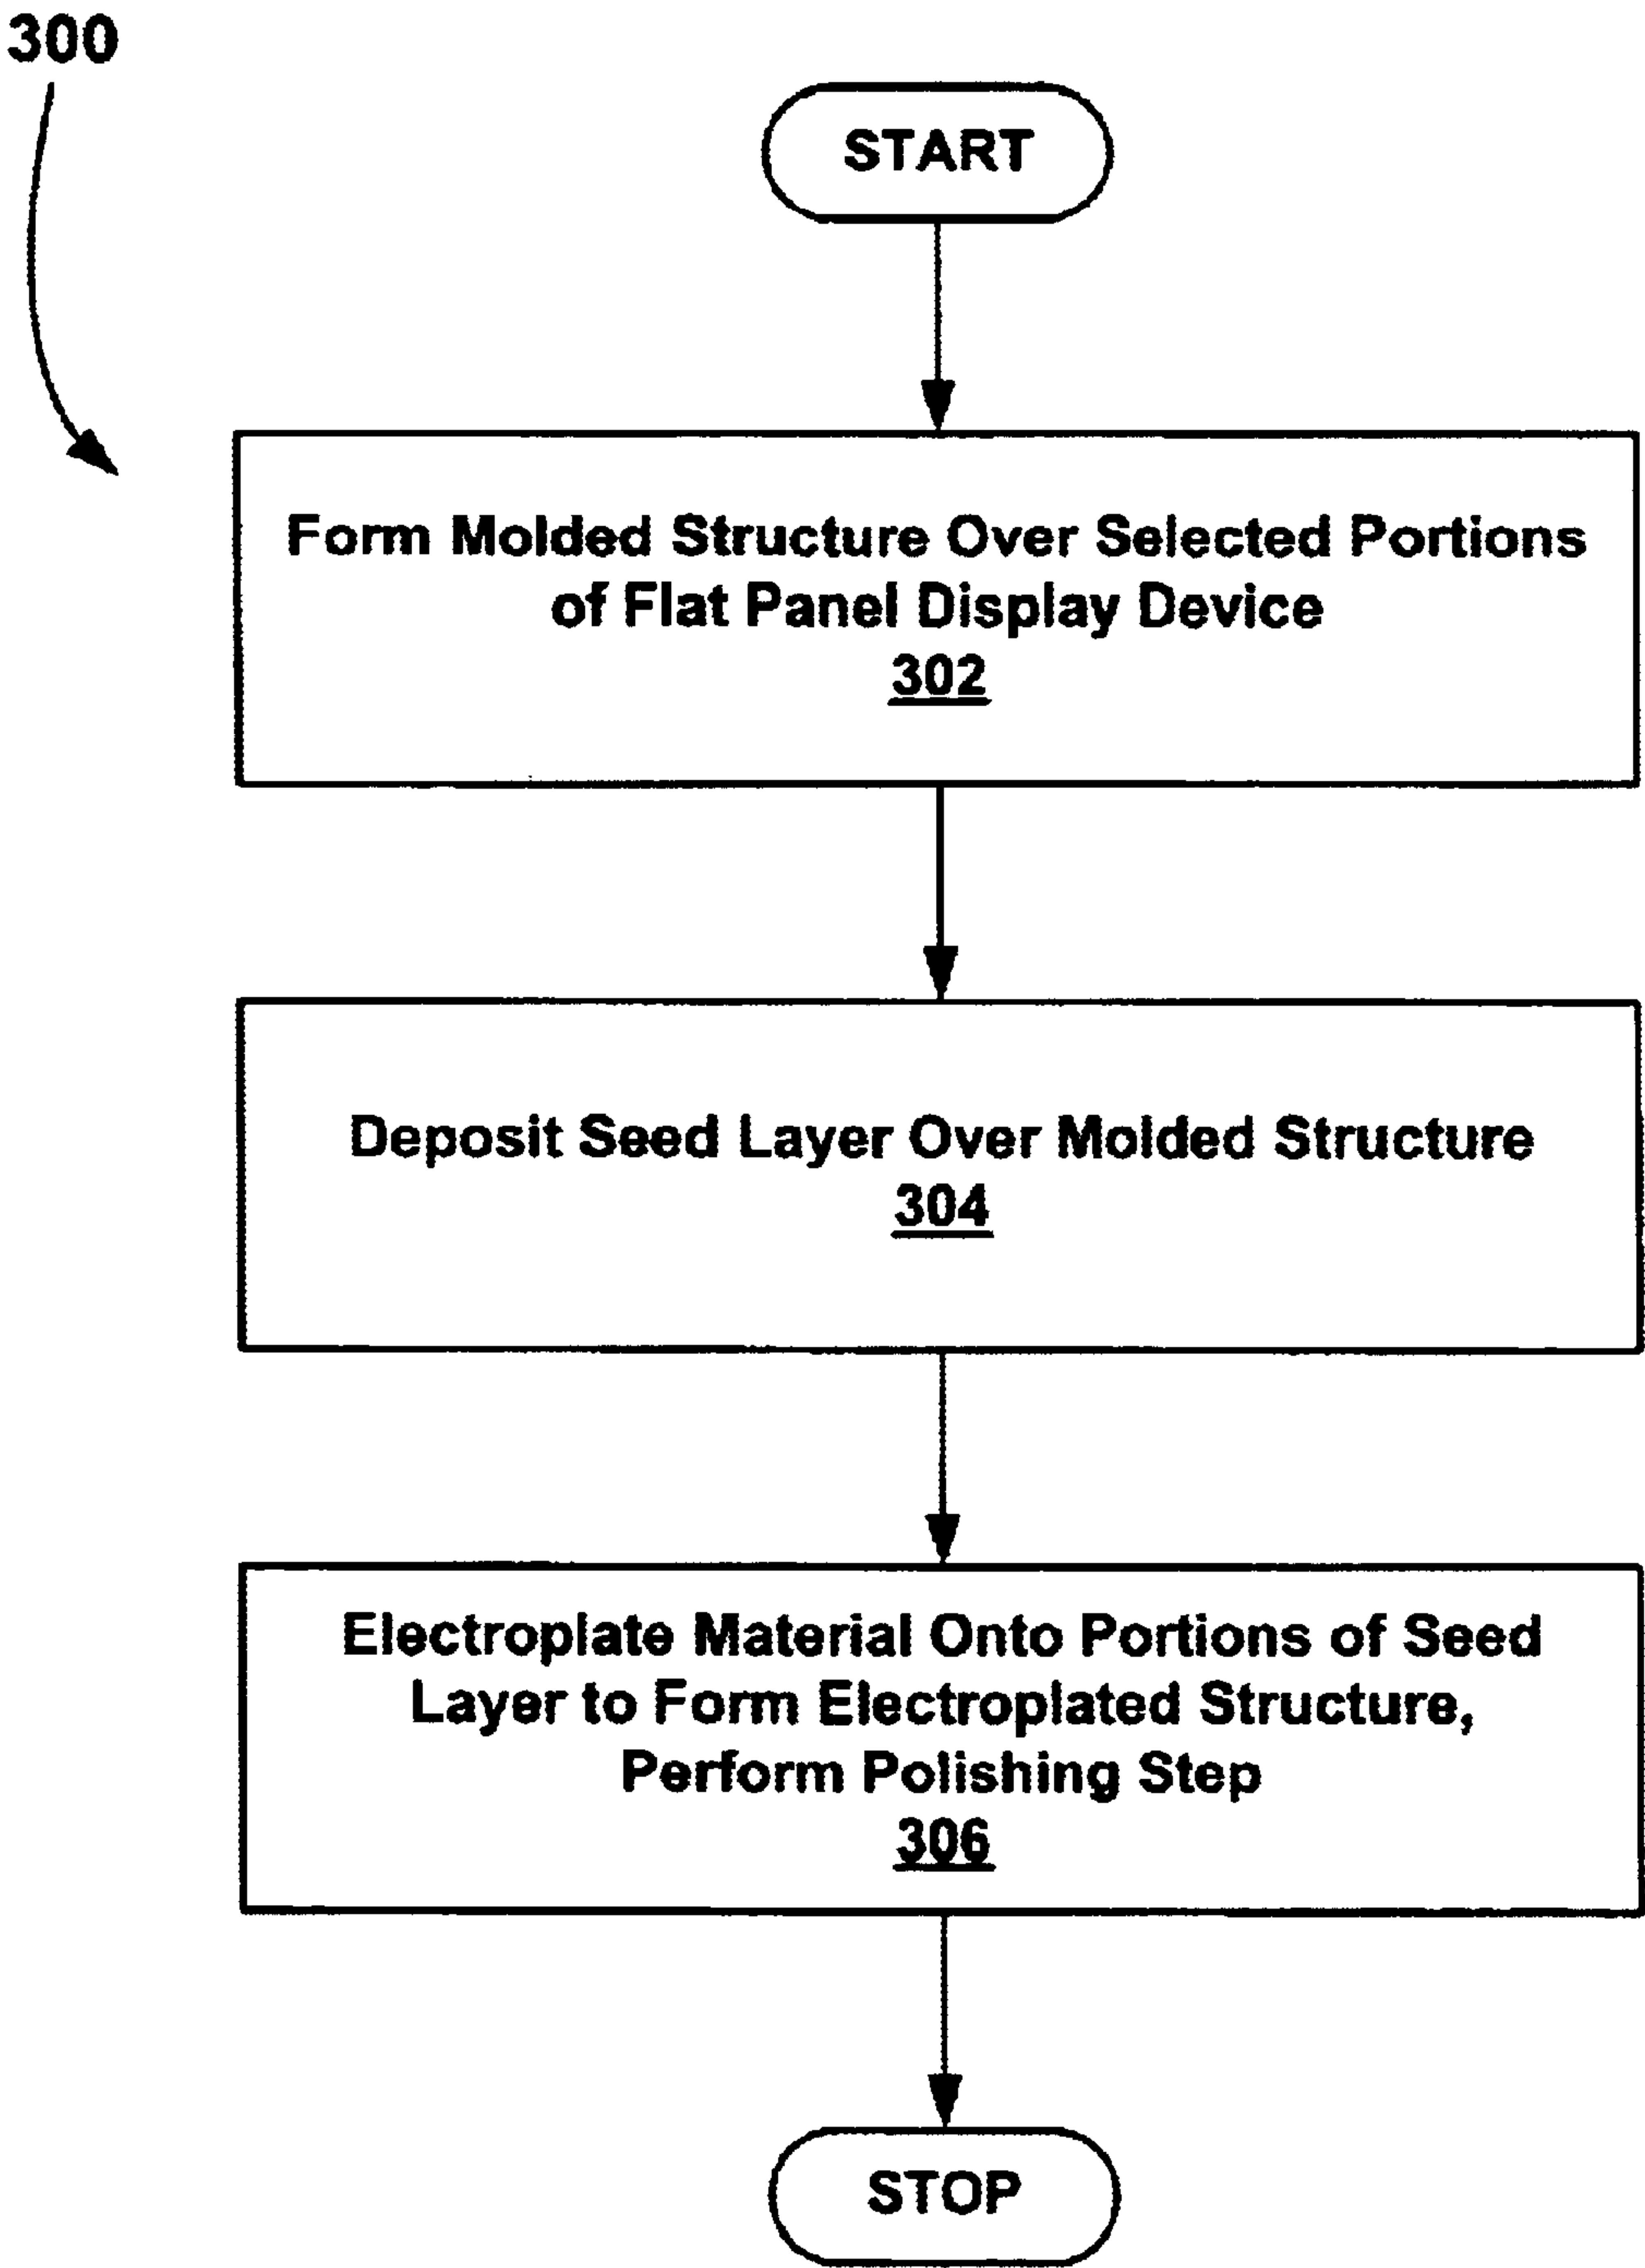 300
START
Form Molded Structure Over Selected Portions
of Flat Panel Display Device
302
Deposit Seed Layer Over Molded Structure
304
Electroplate Material Onto Portions of Seed
Layer to Form Electroplated Structure,
Perform Polishing Step
306
STOP